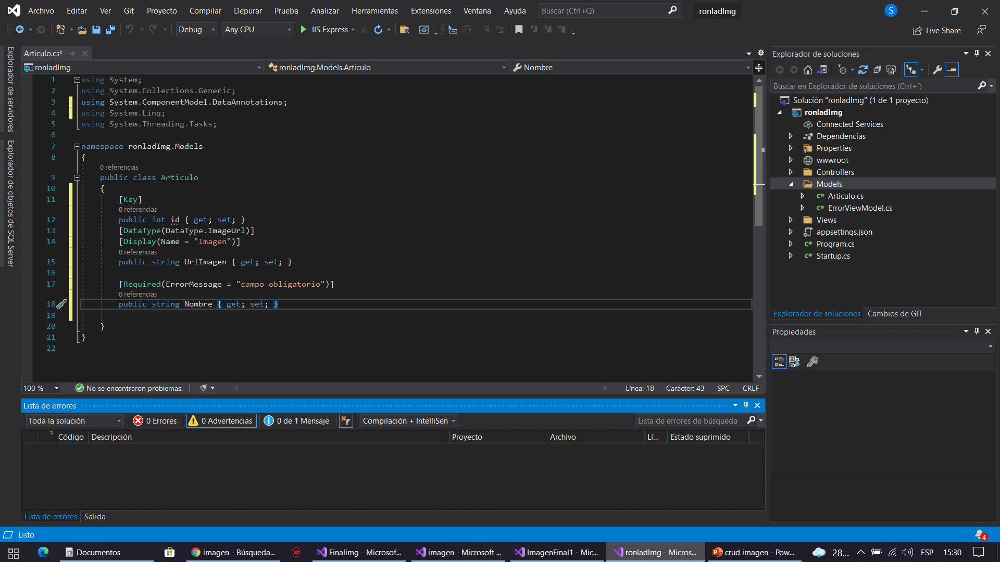 Archivo Editar Ver Git Proyecto Compilar Depurar Prueba Analizar Herramientas Extensiones Ventana Ayuda Buscar (Ctrl+Q) ronladImg S
Debug Any CPU IIS Express Live Share
Explorador de servidores
Explorador de objetos de SQL Server
Articulo.cs*
ronladImg ronladImg.Models.Articulo Nombre
1 using System;
2 using System.Collections.Generic;
3 using System.ComponentModel.DataAnnotations;
4 using System.Linq;
5 using System.Threading.Tasks;
6
7 namespace ronladImg.Models
8 {
0 referencias
9 public class Articulo
10 {
11 [Key]
0 referencias
12 public int id { get; set; }
13 [DataType(DataType.ImageUrl)]
14 [Display(Name = "Imagen")]
0 referencias
15 public string UrlImagen { get; set; }
16
17 [Required(ErrorMessage = "campo obligatorio")]
0 referencias
18 public string Nombre { get; set; }
19
20 }
21 }
22
100 % No se encontraron problemas. Línea: 18 Carácter: 43 SPC CRLF
Lista de errores
Toda la solución 0 Errores 0 Advertencias 0 de 1 Mensaje Compilación + IntelliSen Lista de errores de búsqueda
Código Descripción Proyecto Archivo Lí... Estado suprimido
Lista de errores Salida
Explorador de soluciones
Buscar en Explorador de soluciones (Ctrl+´)
Solución "ronladImg" (1 de 1 proyecto)
ronladImg
Connected Services
Dependencias
Properties
wwwroot
Controllers
Models
C# Articulo.cs
C# ErrorViewModel.cs
Views
appsettings.json
C# Program.cs
C# Startup.cs
Explorador de soluciones Cambios de GIT
Propiedades
Listo 4
Documentos imagen - Búsqueda... FinaImg - Microsof... imagen - Microsoft ... ImagenFinal1 - Mic... ronladImg - Micros... crud imagen - Pow... 28... ESP 15:30